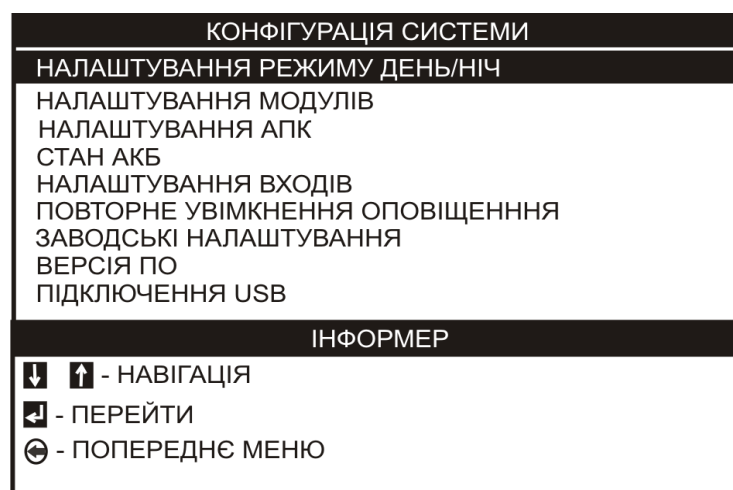 КОНФІГУРАЦІЯ СИСТЕМИ
НАЛАШТУВАННЯ РЕЖИМУ ДЕНЬ/НІЧ
НАЛАШТУВАННЯ МОДУЛІВ
НАЛАШТУВАННЯ АПК
СТАН АКБ
НАЛАШТУВАННЯ ВХОДІВ
ПОВТОРНЕ УВІМКНЕННЯ ОПОВІЩЕНННЯ
ЗАВОДСЬКІ НАЛАШТУВАННЯ
ВЕРСІЯ ПО
ПІДКЛЮЧЕННЯ USB
ІНФОРМЕР
↓ ↑ - НАВІГАЦІЯ
↵ - ПЕРЕЙТИ
← - ПОПЕРЕДНЄ МЕНЮ